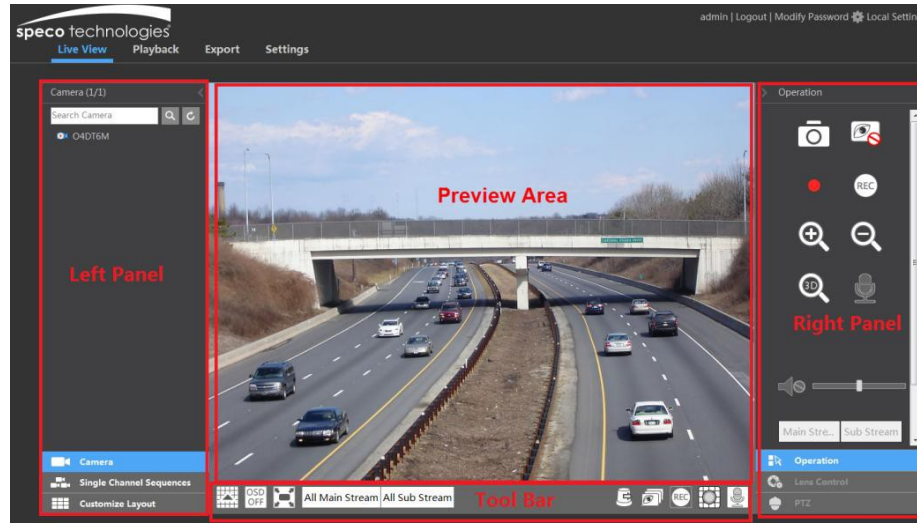 admin | Logout | Modify Password Local Settin
speco technologies
Live View Playback Export Settings
Camera (1/1)
Operation
Search Camera
O4DT6M
Preview Area
REC
3D
Left Panel
Right Panel
Main Stre... Sub Stream
Camera
Operation
Single Channel Sequences
Lens Control
Customize Layout
PTZ
OSD
OFF
All Main Stream All Sub Stream
Tool Bar
REC